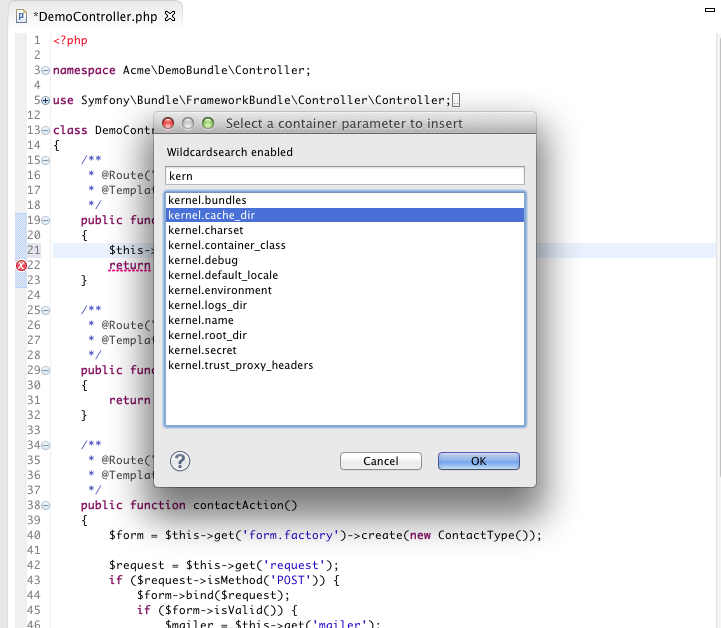 *DemoController.php
1 <?php
2
3 namespace Acme\DemoBundle\Controller;
4
5 use Symfony\Bundle\FrameworkBundle\Controller\Controller;
12
13 class DemoContr
14 {
15 /**
16 * @Route("
17 * @Templat
18 */
19 public func
20 {
21 $this->
22 return
23 }
24
25 /**
26 * @Route("
27 * @Templat
28 */
29 public func
30 {
31 return
32 }
33
34 /**
35 * @Route("
36 * @Templat
37 */
38 public function contactAction()
39 {
40 $form = $this->get('form.factory')->create(new ContactType());
41
42 $request = $this->get('request');
43 if ($request->isMethod('POST')) {
44 $form->bind($request);
45 if ($form->isValid()) {
46 $mailer = $this->get('mailer');
Select a container parameter to insert
Wildcardsearch enabled
kern
kernel.bundles
kernel.cache_dir
kernel.charset
kernel.container_class
kernel.debug
kernel.default_locale
kernel.environment
kernel.logs_dir
kernel.name
kernel.root_dir
kernel.secret
kernel.trust_proxy_headers
?
Cancel
OK